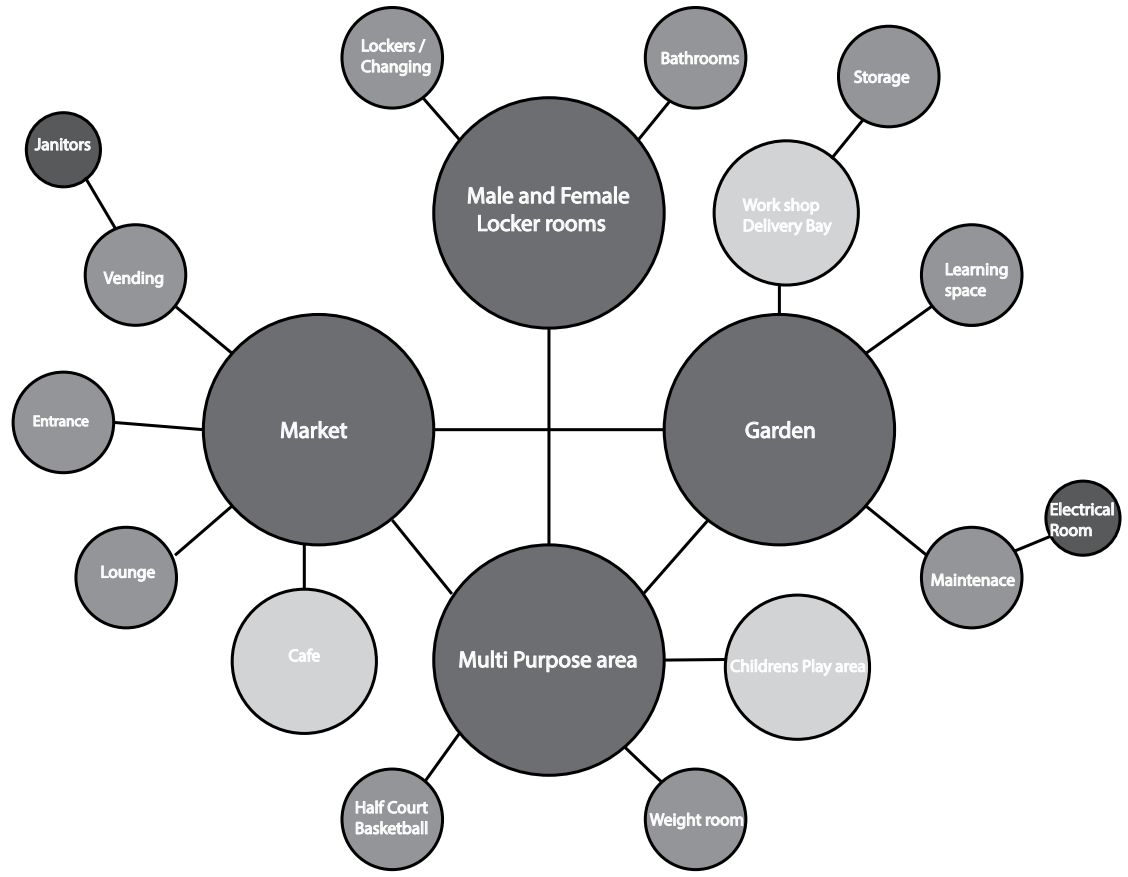 Lockers /
Changing
Bathrooms
Storage
Janitors
Male and Female
Locker rooms
Work shop
Delivery Bay
Vending
Learning
space
Entrance
Market
Garden
Electrical
Room
Lounge
Maintenace
Cafe
Multi Purpose area
Childrens Play area
Half Court
Basketball
Weight room